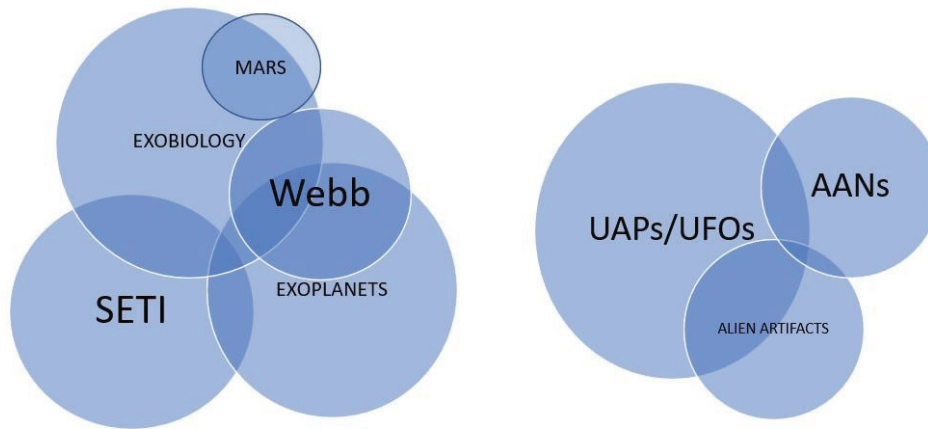 MARS
EXOBIOLOGY
Webb
SETI
EXOPLANETS
UAPs/UFOs
AANs
ALIEN ARTIFACTS